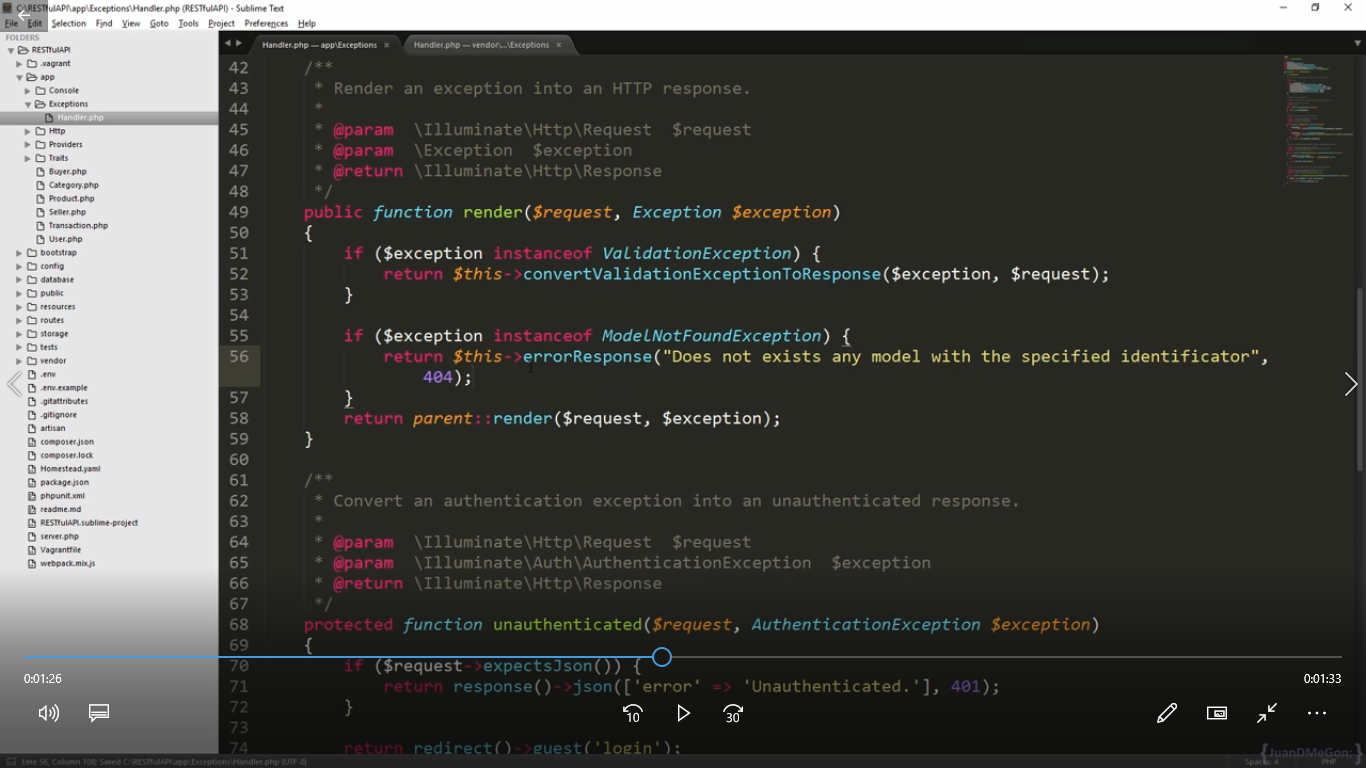 C:\RESTfulAPI\app\Exceptions\Handler.php (RESTfulAPI) - Sublime Text
File Edit Selection Find View Goto Tools Project Preferences Help
FOLDERS
RESTfulAPI
.vagrant
app
Console
Exceptions
Handler.php
Http
Providers
Traits
Buyer.php
Category.php
Product.php
Seller.php
Transaction.php
User.php
bootstrap
config
database
public
resources
routes
storage
tests
vendor
.env
.env.example
.gitattributes
.gitignore
artisan
composer.json
composer.lock
Homestead.yaml
package.json
phpunit.xml
readme.md
RESTfulAPI.sublime-project
server.php
Vagrantfile
webpack.mix.js
Handler.php — app\Exceptions × Handler.php — vendor\...\Exceptions ×
42 /**
43 * Render an exception into an HTTP response.
44 *
45 * @param \Illuminate\Http\Request $request
46 * @param \Exception $exception
47 * @return \Illuminate\Http\Response
48 */
49 public function render($request, Exception $exception)
50 {
51 if ($exception instanceof ValidationException) {
52 return $this->convertValidationExceptionToResponse($exception, $request);
53 }
54
55 if ($exception instanceof ModelNotFoundException) {
56 return $this->errorResponse("Does not exists any model with the specified identificator",
404);
57 }
58 return parent::render($request, $exception);
59 }
60
61 /**
62 * Convert an authentication exception into an unauthenticated response.
63 *
64 * @param \Illuminate\Http\Request $request
65 * @param \Illuminate\Auth\AuthenticationException $exception
66 * @return \Illuminate\Http\Response
67 */
68 protected function unauthenticated($request, AuthenticationException $exception)
69 {
70 if ($request->expectsJson()) {
71 return response()->json(['error' => 'Unauthenticated.'], 401);
72 }
73
74 return redirect()->guest('login');
0:01:26
0:01:33
10
30
Line 56, Column 100; Saved C:\RESTfulAPI\app\Exceptions\Handler.php (UTF-8)
Spaces: 4
PHP
{JuanDMeGon; }